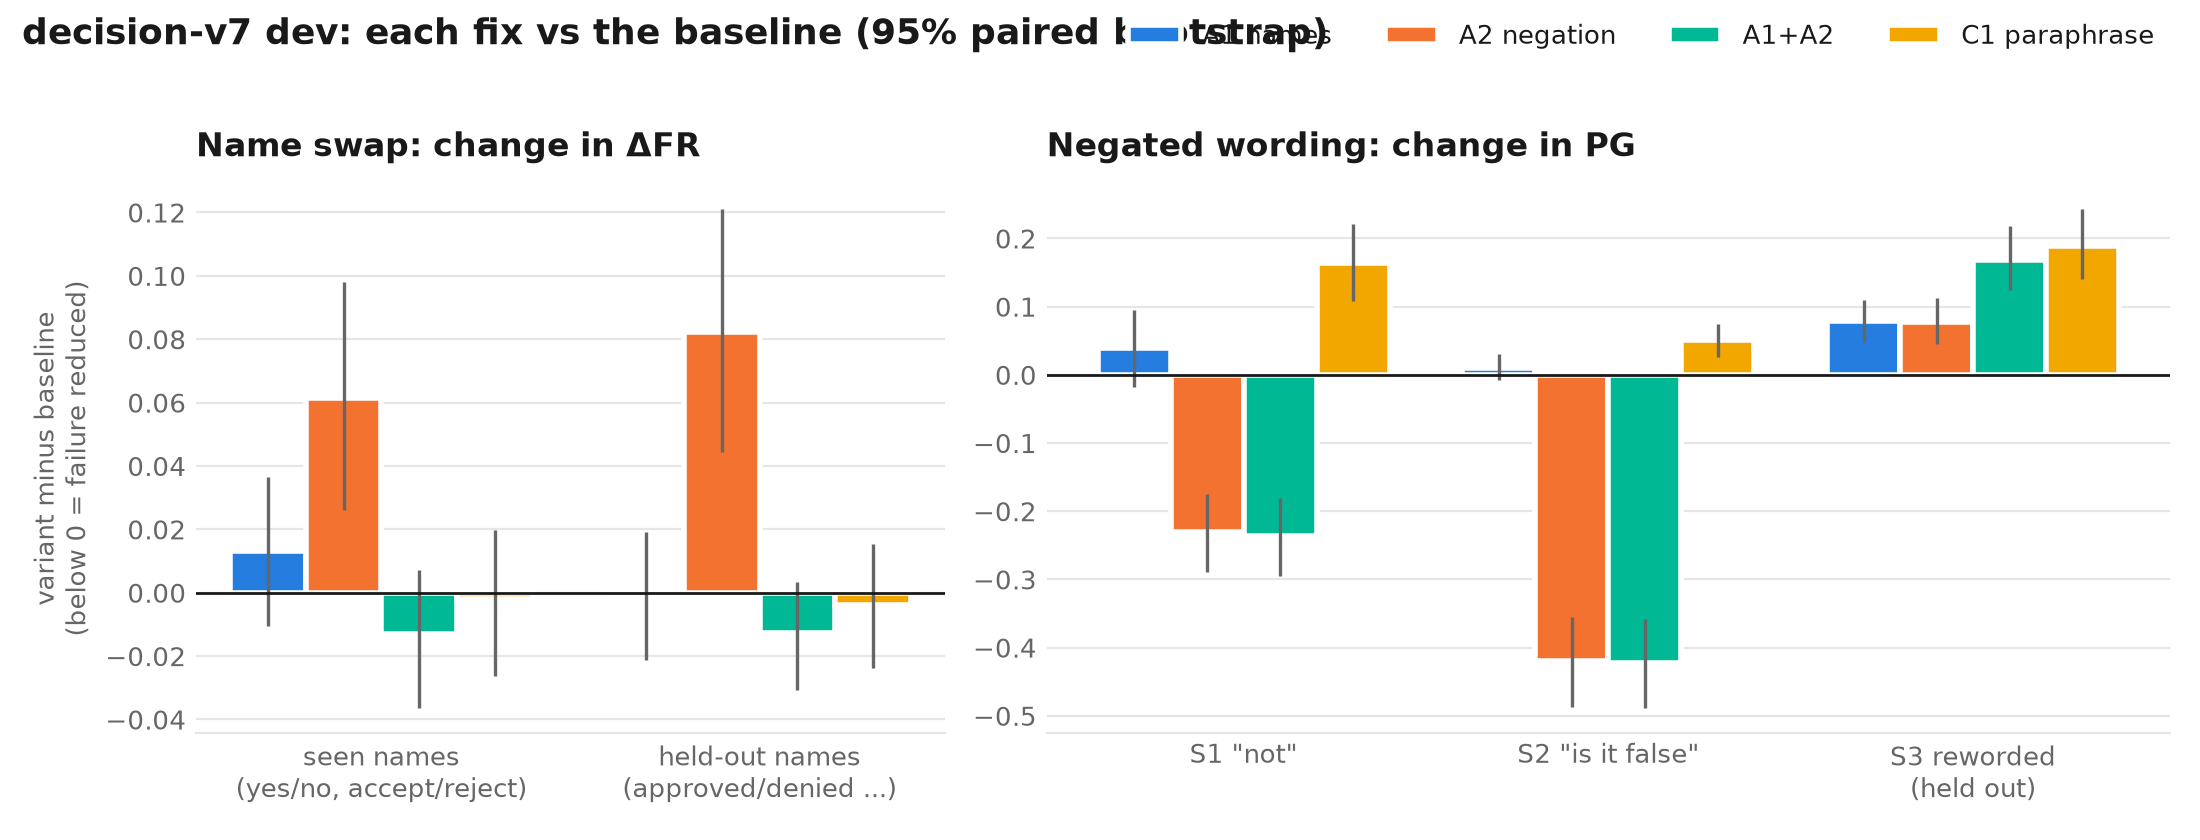 decision-v7 dev: each fix vs the baseline (95% paired bootstrap)
A1 names
A2 negation
A1+A2
C1 paraphrase
Name swap: change in ΔFR
variant minus baseline
(below 0 = failure reduced)
0.12
0.10
0.08
0.06
0.04
0.02
0.00
−0.02
−0.04
seen names
(yes/no, accept/reject)
held-out names
(approved/denied ...)
Negated wording: change in PG
0.2
0.1
0.0
−0.1
−0.2
−0.3
−0.4
−0.5
S1 "not"
S2 "is it false"
S3 reworded
(held out)